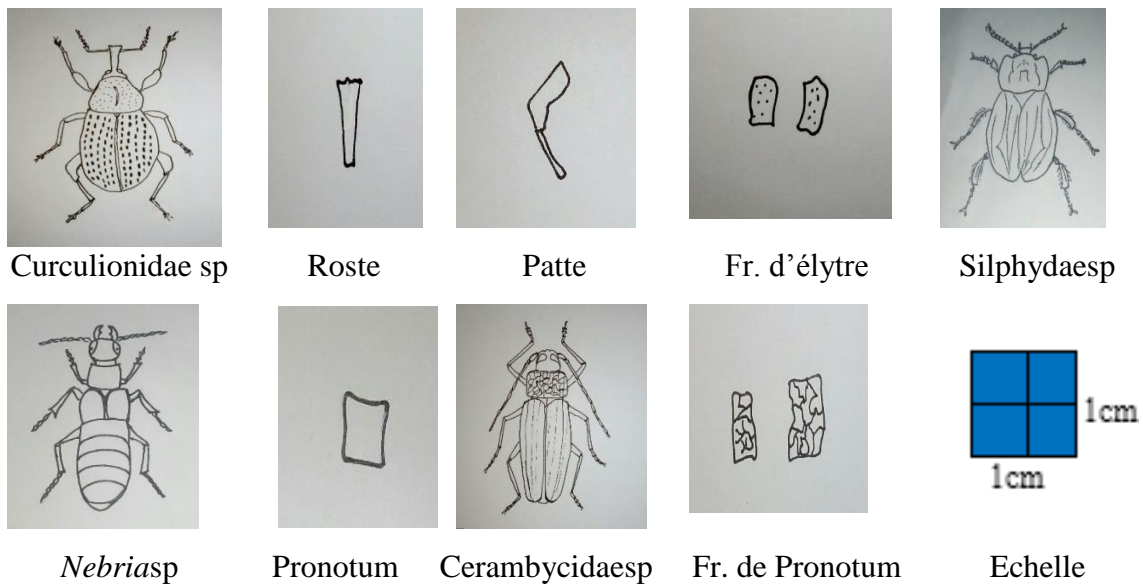 Curculionidae sp Roste Patte Fr. d’élytre Silphydaesp
1cm
1cm
Nebriasp Pronotum Cerambycidaesp Fr. de Pronotum Echelle